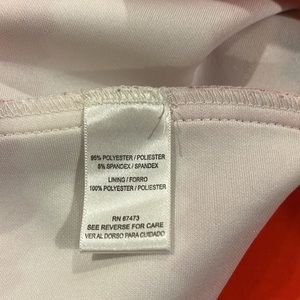 95% POLYESTER / POLIESTER
5% SPANDEX / SPANDEX
LINING / FORRO
100% POLYESTER / POLIESTER
RN 67473
SEE REVERSE FOR CARE
VER AL DORSO PARA CUIDADO